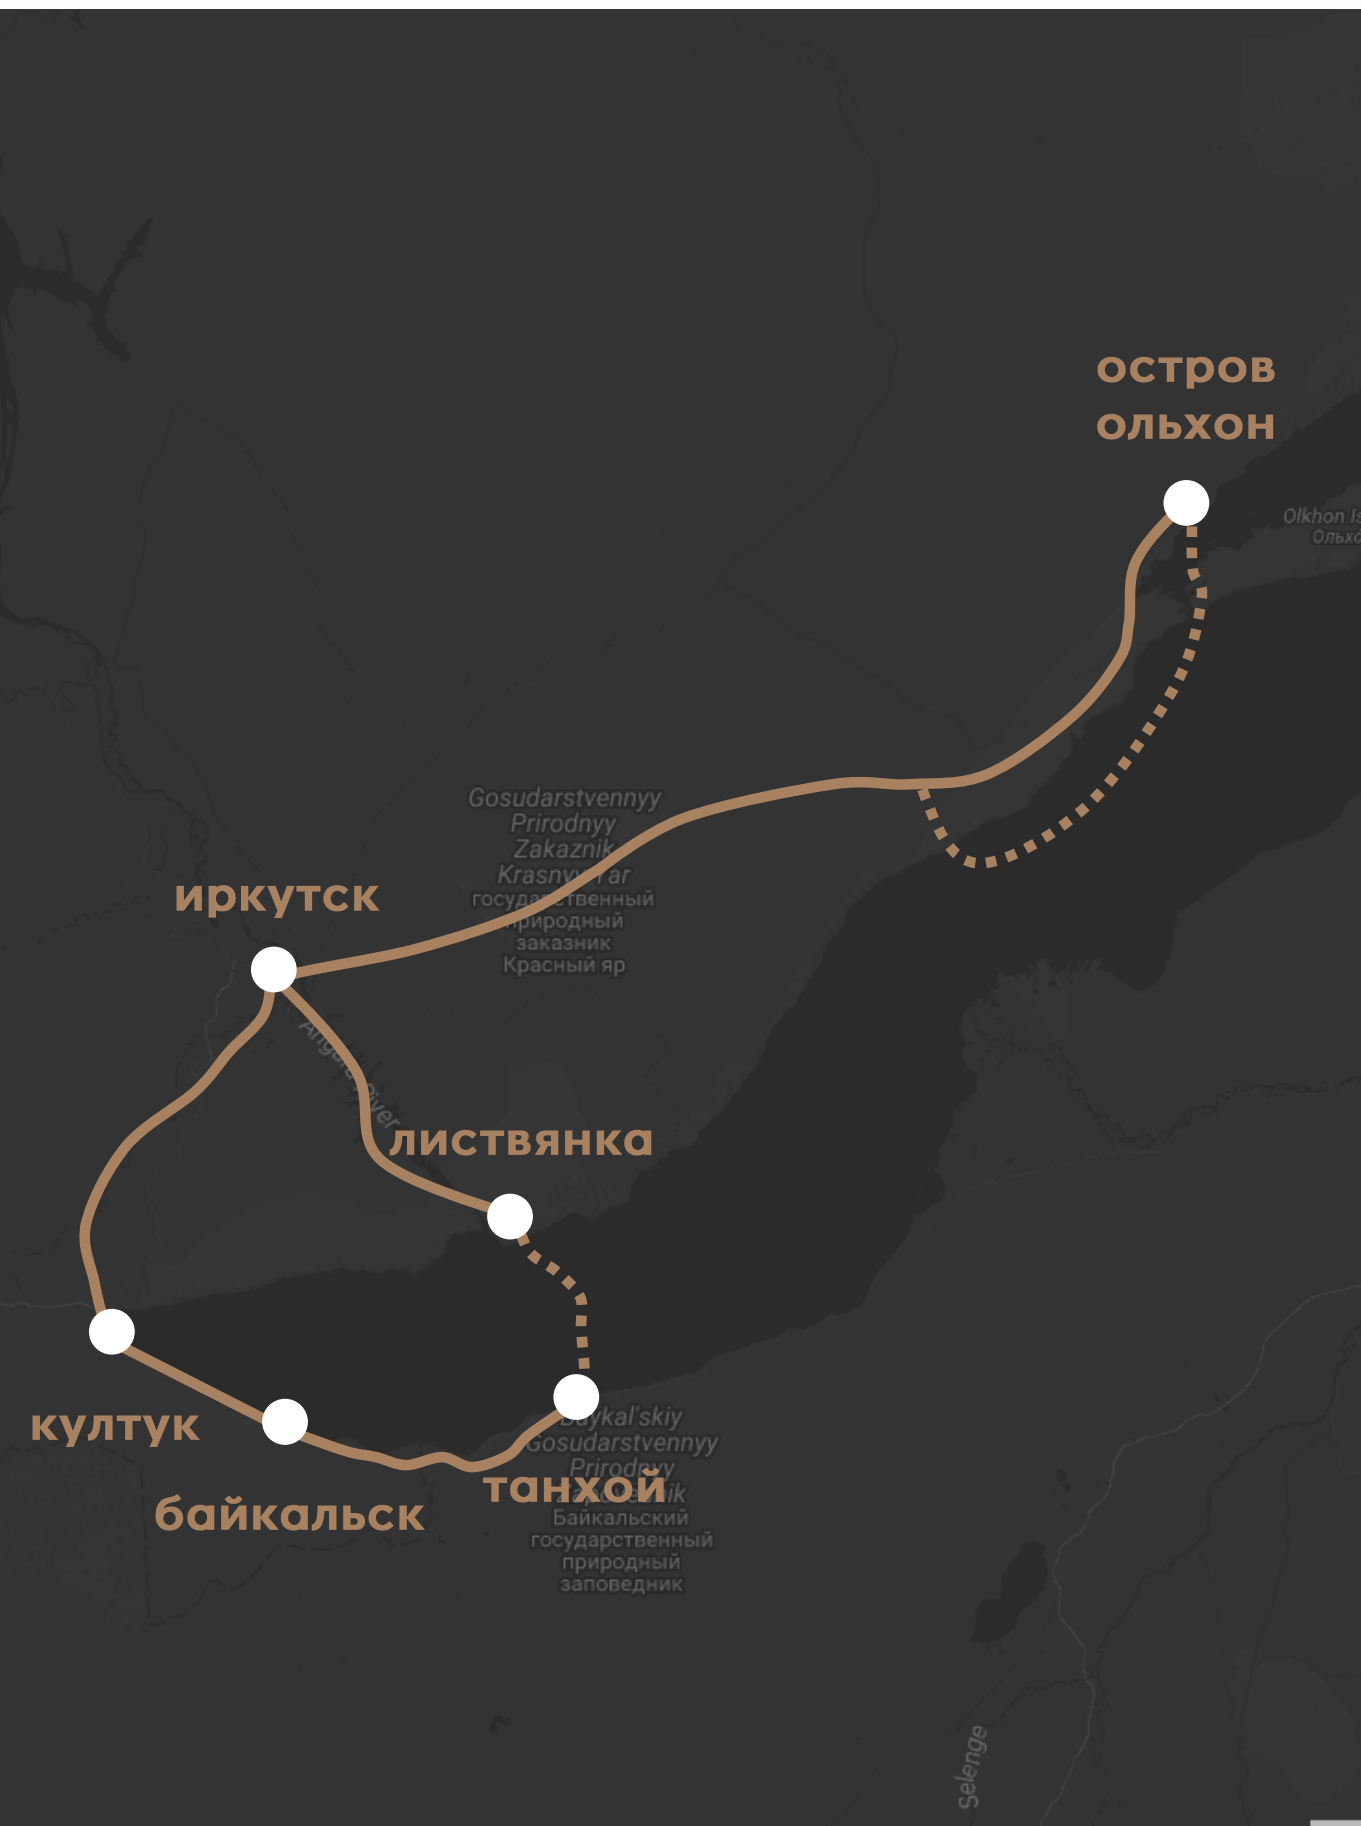 остров
ольхон
Olkhon Is
Ольхо
Gosudarstvennyy
Prirodnyy
Zakaznik
Krasnyy Yar
государственный
природный
заказник
Красный яр
иркутск
Angara River
листвянка
култук
байкальск
танхой
Baykal'skiy
Gosudarstvennyy
Prirodnyy
Zapovednik
Байкальский
государственный
природный
заповедник
Selenge